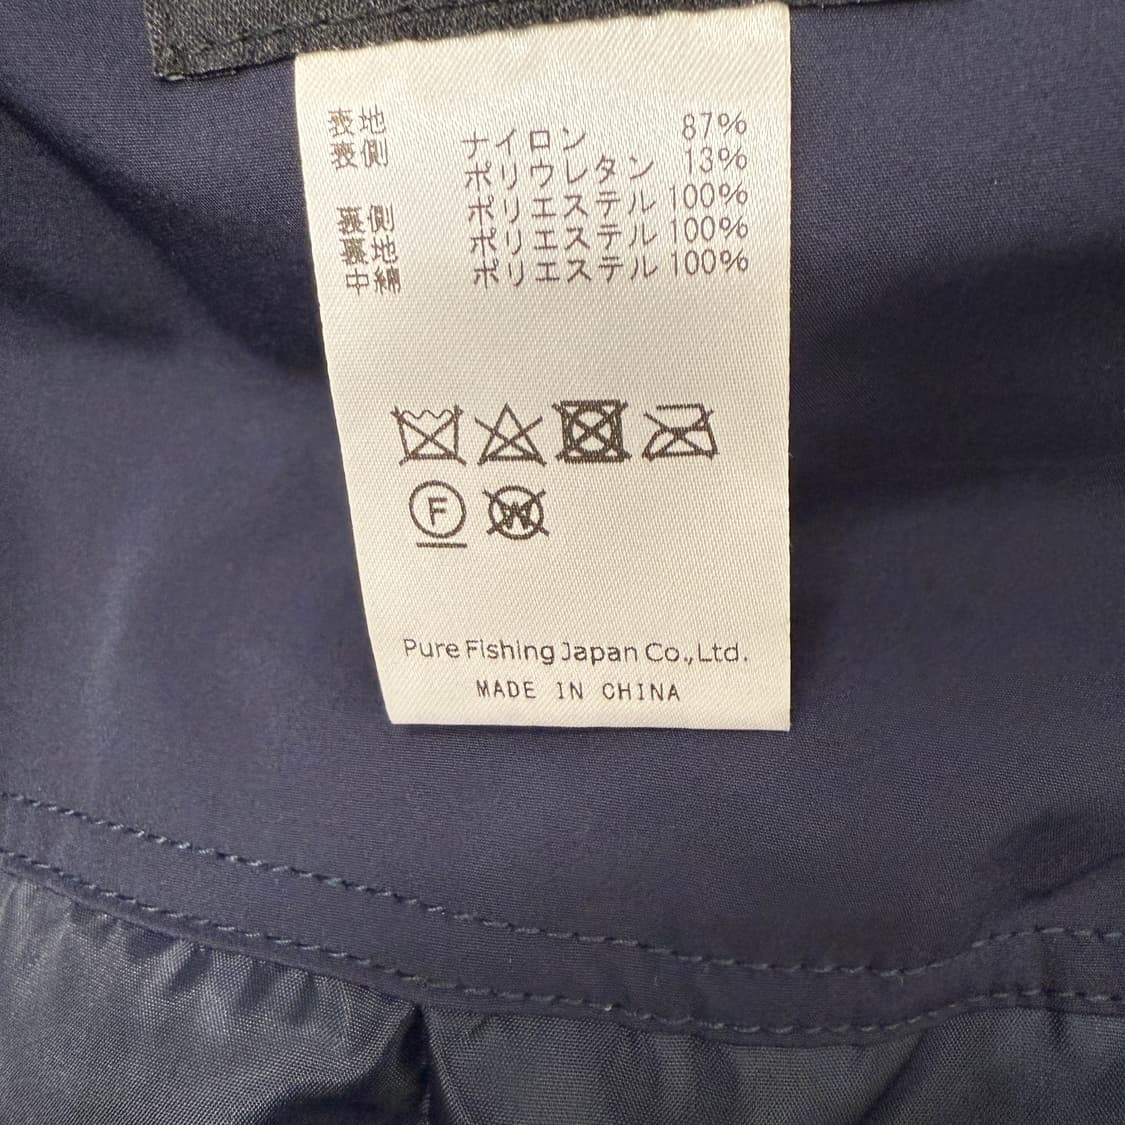 表地
表側 ナイロン 87%
ポリウレタン 13%
裏側 ポリエステル 100%
裏地 ポリエステル 100%
中綿 ポリエステル 100%
F
W
Pure Fishing Japan Co.,Ltd.
MADE IN CHINA